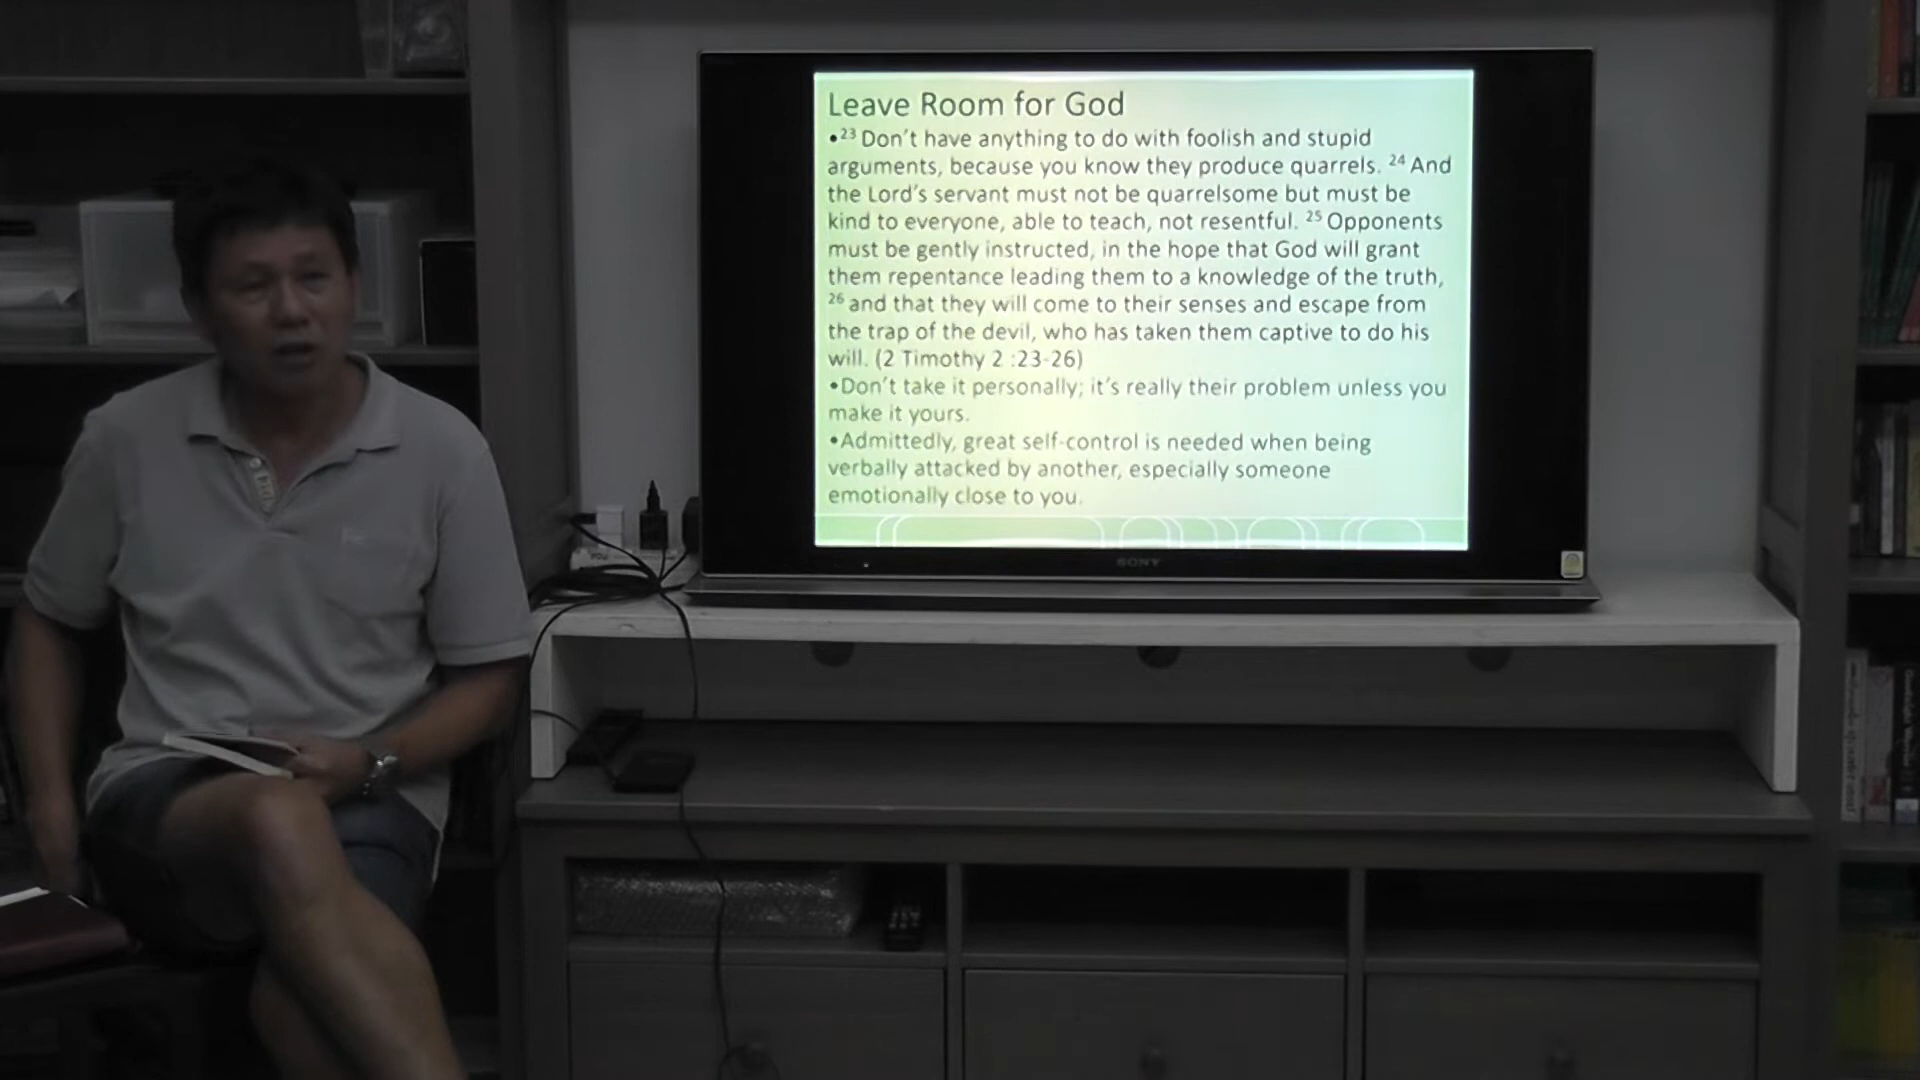 Leave Room for God
•²³ Don't have anything to do with foolish and stupid
arguments, because you know they produce quarrels. ²⁴ And
the Lord's servant must not be quarrelsome but must be
kind to everyone, able to teach, not resentful. ²⁵ Opponents
must be gently instructed, in the hope that God will grant
them repentance leading them to a knowledge of the truth,
²⁶ and that they will come to their senses and escape from
the trap of the devil, who has taken them captive to do his
will. (2 Timothy 2 :23-26)
•Don't take it personally; it's really their problem unless you
make it yours.
•Admittedly, great self-control is needed when being
verbally attacked by another, especially someone
emotionally close to you.
SONY